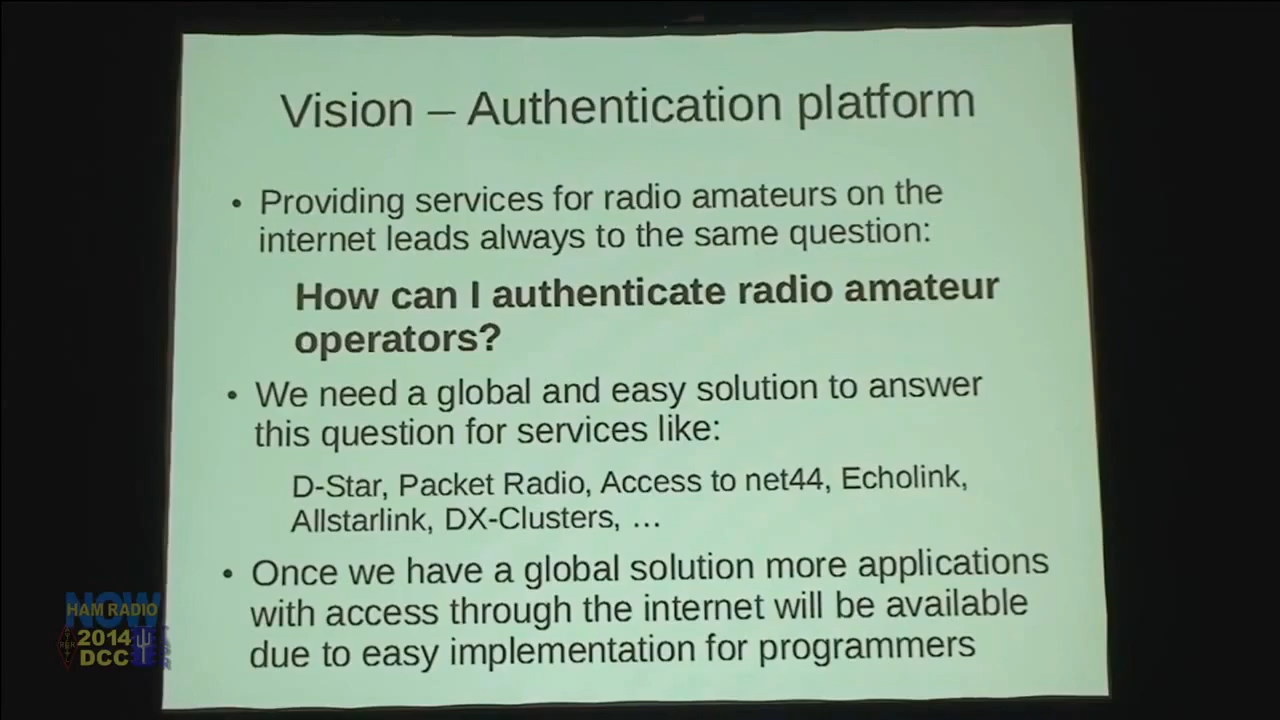 Vision – Authentication platform
• Providing services for radio amateurs on the
internet leads always to the same question:
How can I authenticate radio amateur
operators?
• We need a global and easy solution to answer
this question for services like:
D-Star, Packet Radio, Access to net44, Echolink,
Allstarlink, DX-Clusters, ...
• Once we have a global solution more applications
with access through the internet will be available
due to easy implementation for programmers
NOW
HAM RADIO
2014
DCC